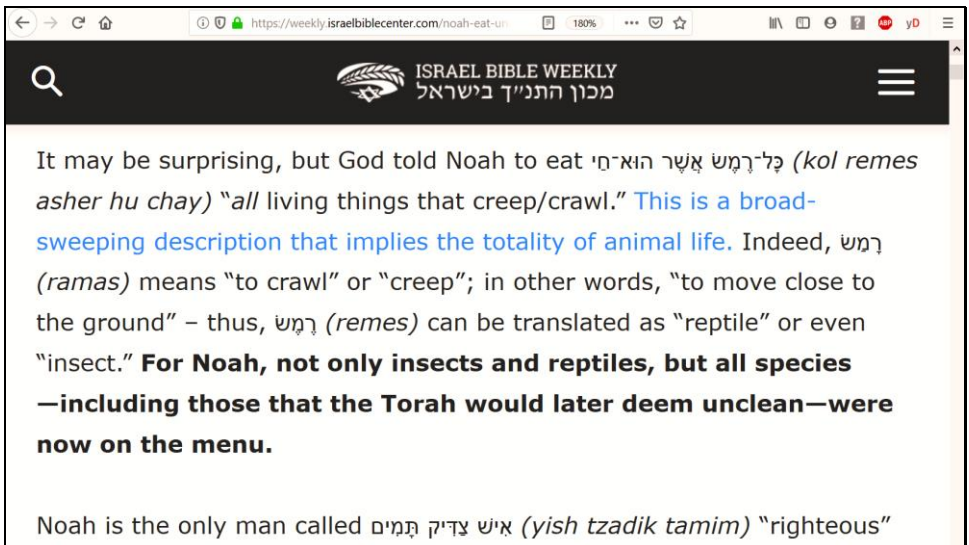 https://weekly.israelbiblecenter.com/noah-eat-un
180%
ABP
yD
ISRAEL BIBLE WEEKLY
מכון התנ״ך בישראל
It may be surprising, but God told Noah to eat כָּל־רֶמֶשׂ אֲשֶׁר הוּא־חַי (kol remes
asher hu chay) “all living things that creep/crawl.” This is a broad-
sweeping description that implies the totality of animal life. Indeed, רָמַשׂ
(ramas) means “to crawl” or “creep”; in other words, “to move close to
the ground” – thus, רֶמֶשׂ (remes) can be translated as “reptile” or even
“insect.” For Noah, not only insects and reptiles, but all species
—including those that the Torah would later deem unclean—were
now on the menu.
Noah is the only man called אִישׁ צַדִּיק תָּמִים (yish tzadik tamim) “righteous”